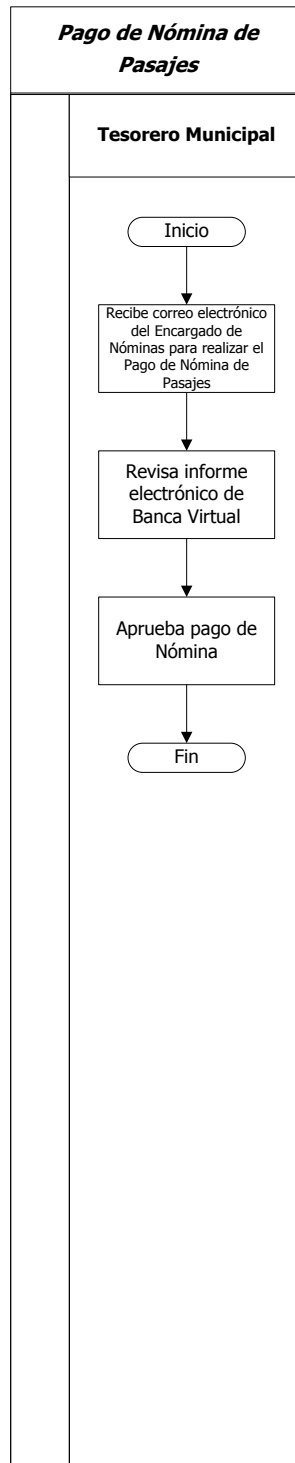 Pago de Nómina de
Pasajes
Tesorero Municipal
Inicio
Recibe correo electrónico
del Encargado de
Nóminas para realizar el
Pago de Nómina de
Pasajes
Revisa informe
electrónico de
Banca Virtual
Aprueba pago de
Nómina
Fin